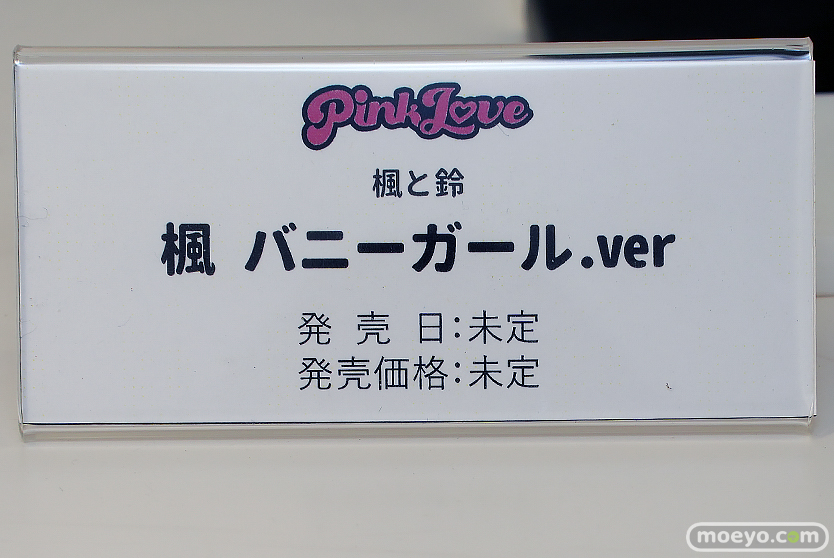 PinkLove
楓と鈴
楓 バニーガール.ver
発 売 日:未定
発売価格:未定
moeyo.com